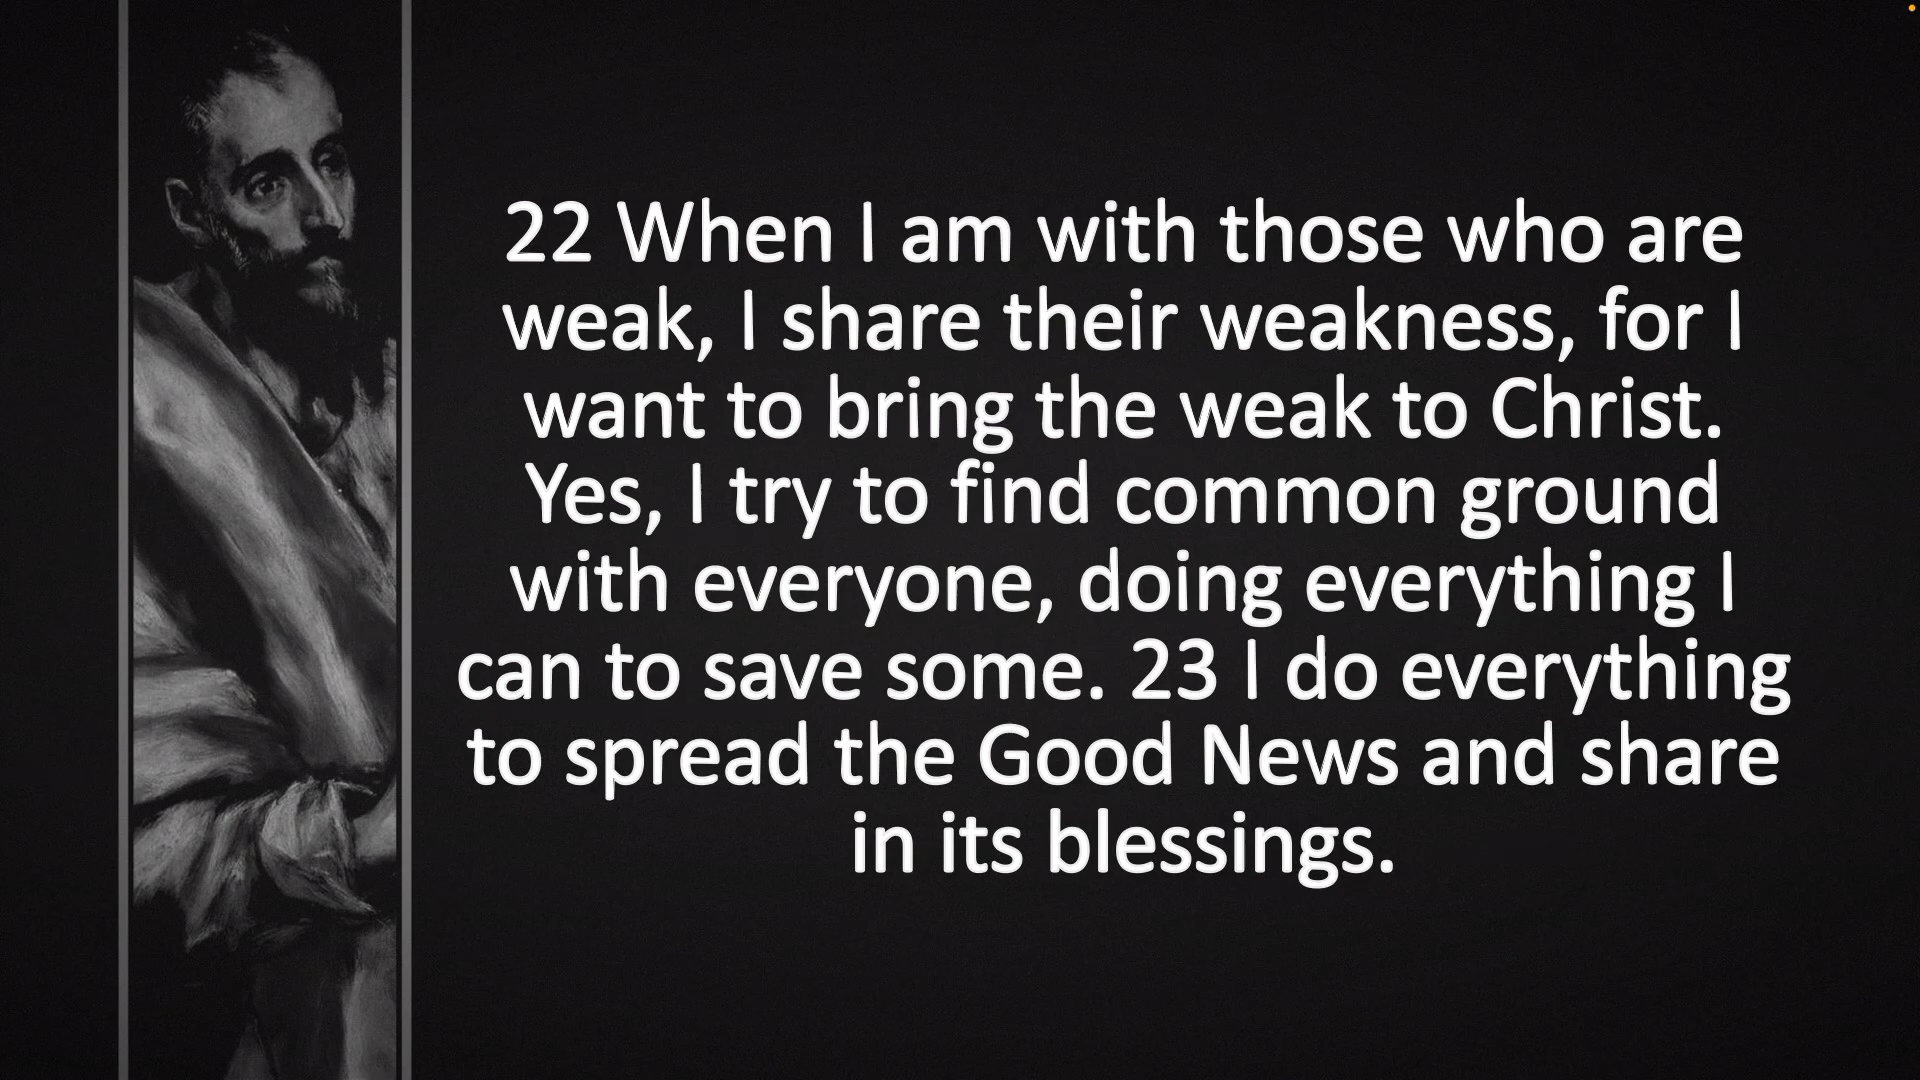 22 When I am with those who are
weak, I share their weakness, for I
want to bring the weak to Christ.
Yes, I try to find common ground
with everyone, doing everything I
can to save some. 23 I do everything
to spread the Good News and share
in its blessings.